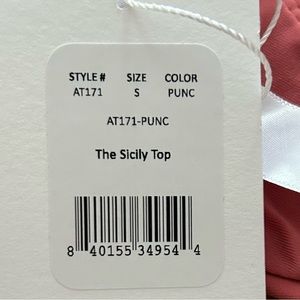 STYLE # SIZE COLOR
AT171 S PUNC
AT171-PUNC
The Sicily Top
8 40155 34954 4